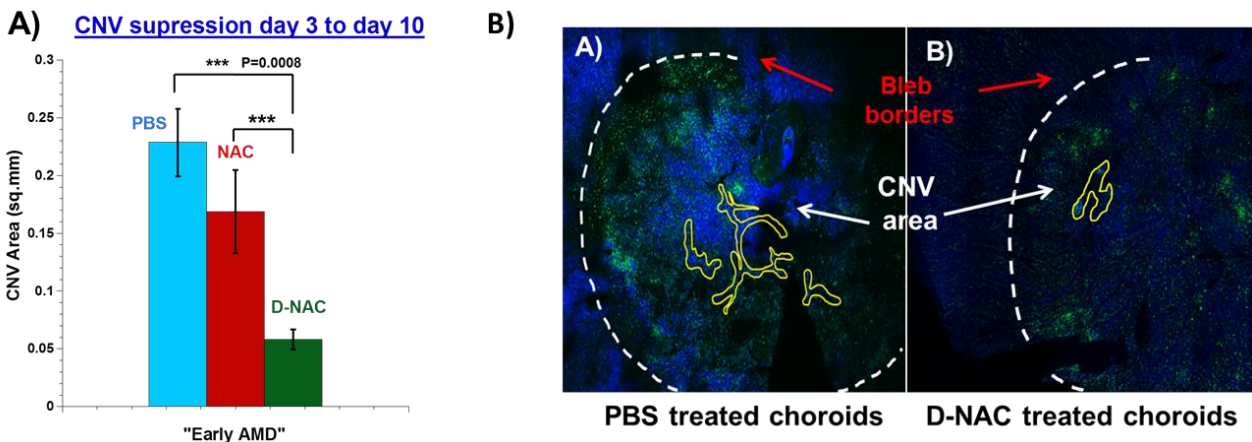 A)
CNV supression day 3 to day 10
0.3
*** P=0.0008
0.25
PBS
***
NAC
0.2
0.15
0.1
D-NAC
0.05
0
CNV Area (sq.mm)
"Early AMD"
B)
A)
Bleb
borders
CNV
area
B)
PBS treated choroids
D-NAC treated choroids